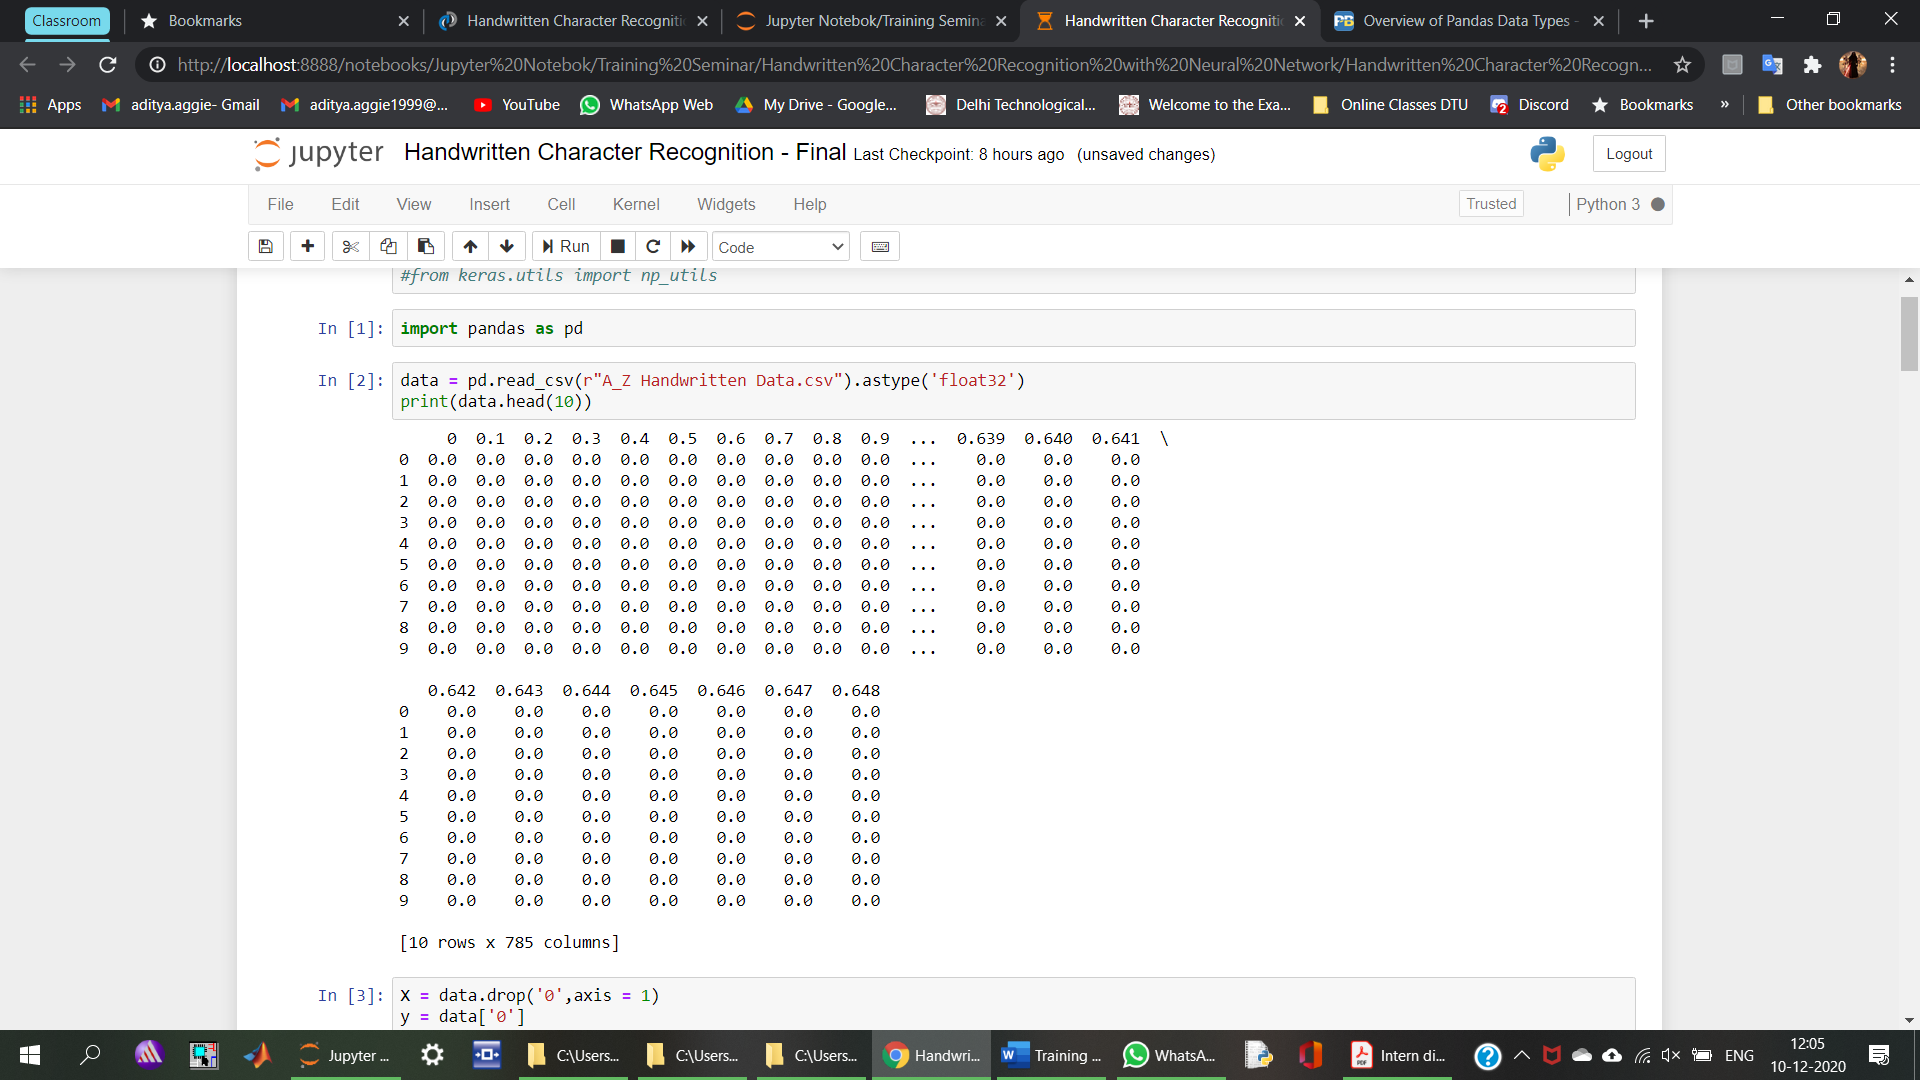 Classroom
Bookmarks
Handwritten Character Recogniti
Jupyter Notebok/Training Semina
Handwritten Character Recogniti
Overview of Pandas Data Types -
http://localhost:8888/notebooks/Jupyter%20Notebok/Training%20Seminar/Handwritten%20Character%20Recognition%20with%20Neural%20Network/Handwritten%20Character%20Recogn...
Apps
aditya.aggie- Gmail
aditya.aggie1999@...
YouTube
WhatsApp Web
My Drive - Google...
Delhi Technological...
Welcome to the Exa...
Online Classes DTU
Discord
Bookmarks
»
Other bookmarks
jupyter Handwritten Character Recognition - Final Last Checkpoint: 8 hours ago (unsaved changes)
Logout
File Edit View Insert Cell Kernel Widgets Help
Trusted
Python 3
Run
Code
#from keras.utils import np_utils
In [1]: import pandas as pd
In [2]: data = pd.read_csv(r"A_Z Handwritten Data.csv").astype('float32')
print(data.head(10))
0 0.1 0.2 0.3 0.4 0.5 0.6 0.7 0.8 0.9 ... 0.639 0.640 0.641 \
0 0.0 0.0 0.0 0.0 0.0 0.0 0.0 0.0 0.0 0.0 ... 0.0 0.0 0.0
1 0.0 0.0 0.0 0.0 0.0 0.0 0.0 0.0 0.0 0.0 ... 0.0 0.0 0.0
2 0.0 0.0 0.0 0.0 0.0 0.0 0.0 0.0 0.0 0.0 ... 0.0 0.0 0.0
3 0.0 0.0 0.0 0.0 0.0 0.0 0.0 0.0 0.0 0.0 ... 0.0 0.0 0.0
4 0.0 0.0 0.0 0.0 0.0 0.0 0.0 0.0 0.0 0.0 ... 0.0 0.0 0.0
5 0.0 0.0 0.0 0.0 0.0 0.0 0.0 0.0 0.0 0.0 ... 0.0 0.0 0.0
6 0.0 0.0 0.0 0.0 0.0 0.0 0.0 0.0 0.0 0.0 ... 0.0 0.0 0.0
7 0.0 0.0 0.0 0.0 0.0 0.0 0.0 0.0 0.0 0.0 ... 0.0 0.0 0.0
8 0.0 0.0 0.0 0.0 0.0 0.0 0.0 0.0 0.0 0.0 ... 0.0 0.0 0.0
9 0.0 0.0 0.0 0.0 0.0 0.0 0.0 0.0 0.0 0.0 ... 0.0 0.0 0.0
0.642 0.643 0.644 0.645 0.646 0.647 0.648
0 0.0 0.0 0.0 0.0 0.0 0.0 0.0
1 0.0 0.0 0.0 0.0 0.0 0.0 0.0
2 0.0 0.0 0.0 0.0 0.0 0.0 0.0
3 0.0 0.0 0.0 0.0 0.0 0.0 0.0
4 0.0 0.0 0.0 0.0 0.0 0.0 0.0
5 0.0 0.0 0.0 0.0 0.0 0.0 0.0
6 0.0 0.0 0.0 0.0 0.0 0.0 0.0
7 0.0 0.0 0.0 0.0 0.0 0.0 0.0
8 0.0 0.0 0.0 0.0 0.0 0.0 0.0
9 0.0 0.0 0.0 0.0 0.0 0.0 0.0
[10 rows x 785 columns]
In [3]: X = data.drop('0',axis = 1)
y = data['0']
Jupyter ...
C:\Users...
C:\Users...
C:\Users...
Handwri...
Training ...
WhatsA...
Intern di...
ENG
12:05
10-12-2020